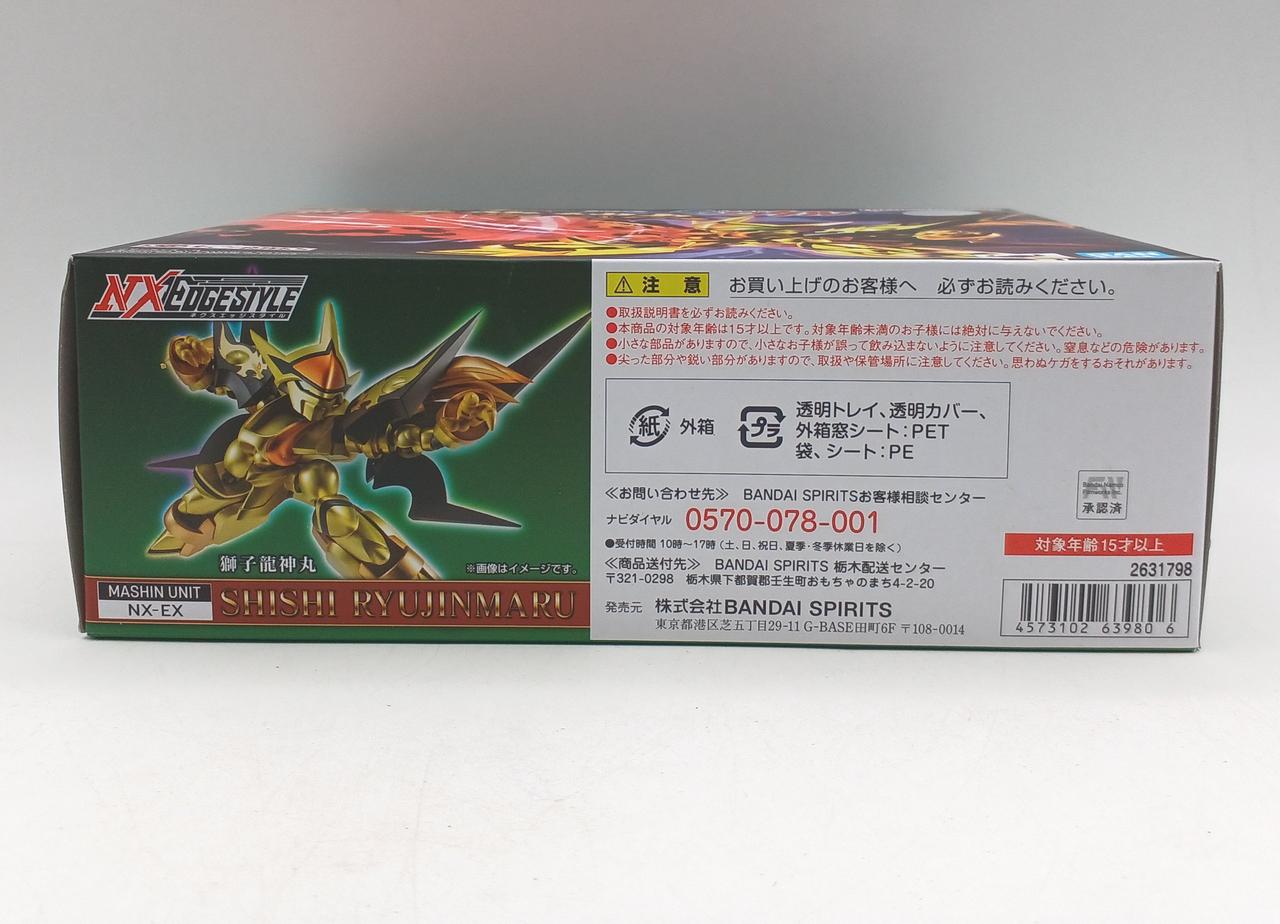 NXEDGESTYLE
ネクスエッジスタイル
獅子龍神丸
※画像はイメージです。
MASHIN UNIT
NX-EX
SHISHI RYUJINMARU
注 意 お買い上げのお客様へ 必ずお読みください。
●取扱説明書を必ずお読みください。
●本商品の対象年齢は15才以上です。対象年齢未満のお子様には絶対に与えないでください。
●小さな部品がありますので、小さなお子様が誤って飲み込まないように注意してください。窒息などの危険があります。
●尖った部分や鋭い部分がありますので、取扱や保管場所に注意してください。思わぬケガをするおそれがあります。
紙 外箱
プラ 透明トレイ、透明カバー、
外箱窓シート:PET
袋、シート:PE
≪お問い合わせ先≫ BANDAI SPIRITSお客様相談センター
ナビダイヤル 0570-078-001
●受付時間 10時~17時(土、日、祝日、夏季・冬季休業日を除く)
≪商品送付先≫ BANDAI SPIRITS 栃木配送センター
〒321-0298 栃木県下都賀郡壬生町おもちゃのまち4-2-20
発売元 株式会社BANDAI SPIRITS
東京都港区芝五丁目29-11 G-BASE田町6F 〒108-0014
Bandai Namco
Filmworks Inc.
承認済
対象年齢15才以上
2631798
4573102 63980 6